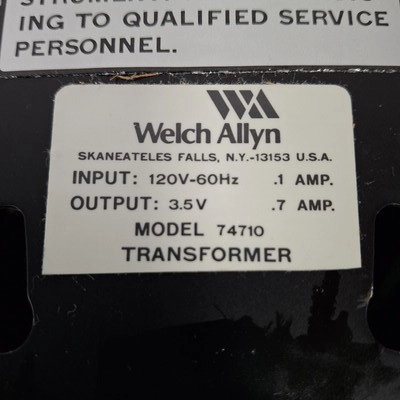 ING TO QUALIFIED SERVICE
PERSONNEL.
WA
Welch Allyn
SKANEATELES FALLS, N.Y.-13153 U.S.A.
INPUT: 120V-60Hz .1 AMP.
OUTPUT: 3.5V .7 AMP.
MODEL 74710
TRANSFORMER